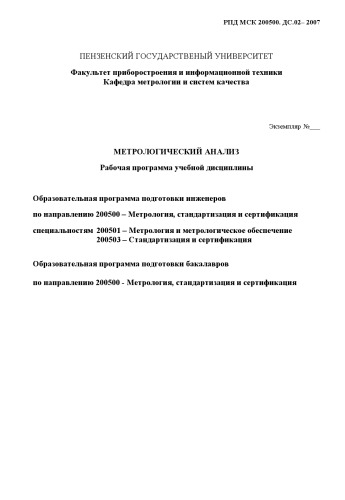 РПД МСК 200500. ДС.02– 2007
ПЕНЗЕНСКИЙ ГОСУДАРСТВЕНЫЙ УНИВЕРСИТЕТ
Факультет приборостроения и информационной техники
Кафедра метрологии и систем качества
Экземпляр №___
МЕТРОЛОГИЧЕСКИЙ АНАЛИЗ
Рабочая программа учебной дисциплины
Образовательная программа подготовки инженеров
по направлению 200500 – Метрология, стандартизация и сертификация
специальностям 200501 – Метрология и метрологическое обеспечение
200503 – Стандартизация и сертификация
Образовательная программа подготовки бакалавров
по направлению 200500 - Метрология, стандартизация и сертификация